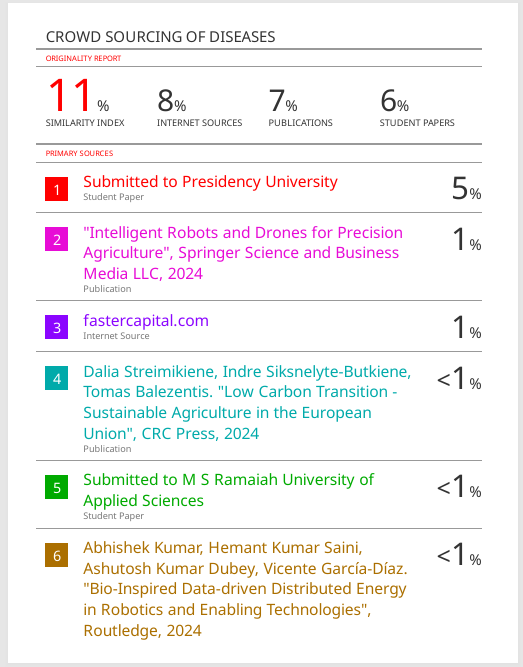 CROWD SOURCING OF DISEASES
ORIGINALITY REPORT
11% 8% 7% 6%
SIMILARITY INDEX INTERNET SOURCES PUBLICATIONS STUDENT PAPERS
PRIMARY SOURCES
1 Submitted to Presidency University 5%
Student Paper
2 "Intelligent Robots and Drones for Precision 1%
Agriculture", Springer Science and Business
Media LLC, 2024
Publication
3 fastercapital.com 1%
Internet Source
4 Dalia Streimikiene, Indre Siksnelyte-Butkiene, <1%
Tomas Balezentis. "Low Carbon Transition -
Sustainable Agriculture in the European
Union", CRC Press, 2024
Publication
5 Submitted to M S Ramaiah University of <1%
Applied Sciences
Student Paper
6 Abhishek Kumar, Hemant Kumar Saini, <1%
Ashutosh Kumar Dubey, Vicente García-Díaz.
"Bio-Inspired Data-driven Distributed Energy
in Robotics and Enabling Technologies",
Routledge, 2024